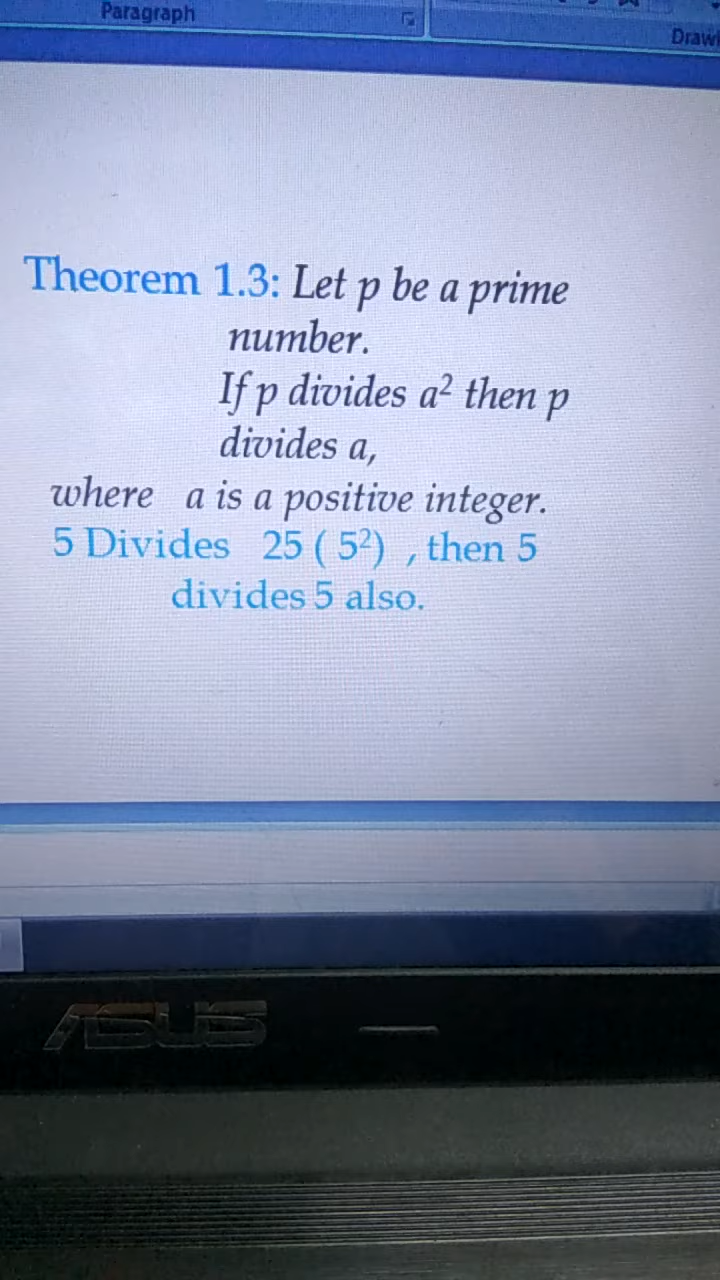 Paragraph
Draw
Theorem 1.3: Let p be a prime
number.
If p divides a² then p
divides a,
where a is a positive integer.
5 Divides 25 ( 5²) , then 5
divides 5 also.
ASUS